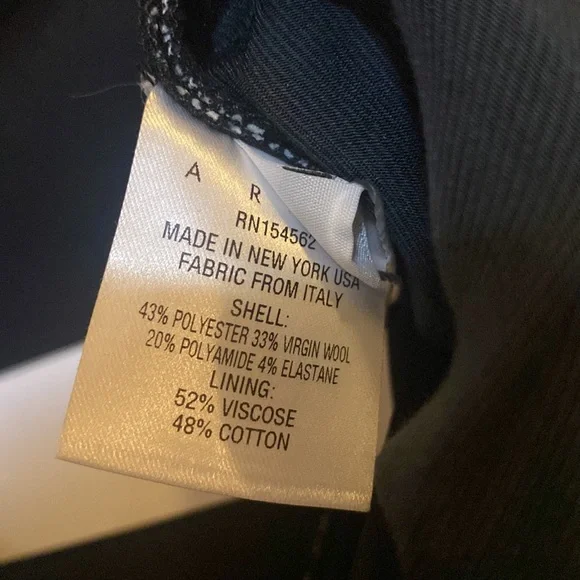 A R
RN154562
MADE IN NEW YORK USA
FABRIC FROM ITALY
SHELL:
43% POLYESTER 33% VIRGIN WOOL
20% POLYAMIDE 4% ELASTANE
LINING:
52% VISCOSE
48% COTTON